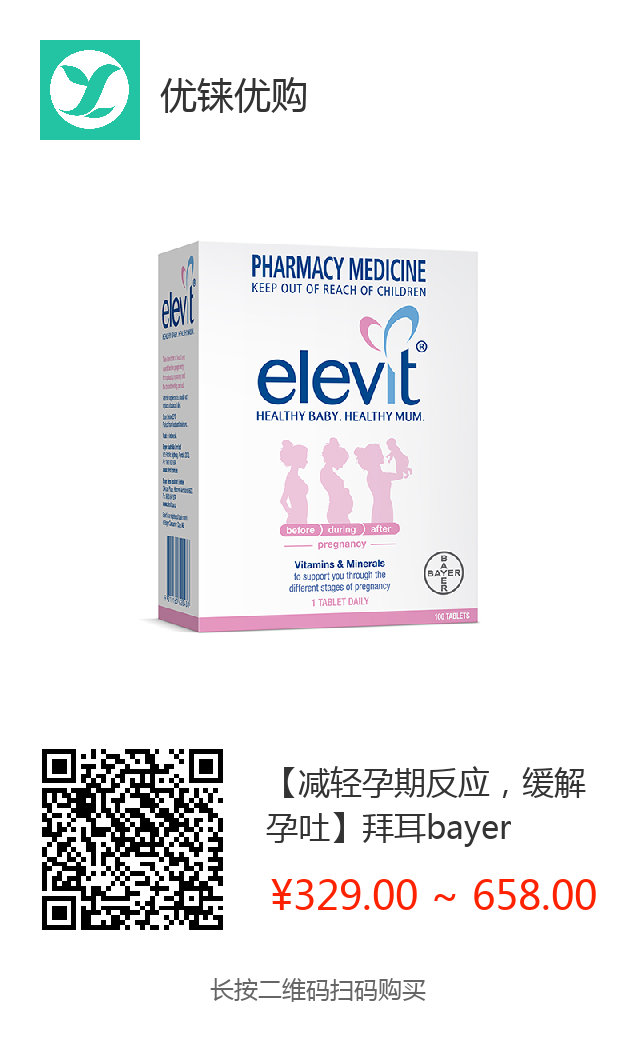 优铼优购
PHARMACY MEDICINE
KEEP OUT OF REACH OF CHILDREN
elevit
elevit®
HEALTHY BABY. HEALTHY MUM.
before
during
after
pregnancy
Vitamins & Minerals
to support you through the
different stages of pregnancy
1 TABLET DAILY
BAYER
BAYER
100 TABLETS
【减轻孕期反应，缓解
孕吐】拜耳bayer
¥329.00 ~ 658.00
长按二维码扫码购买